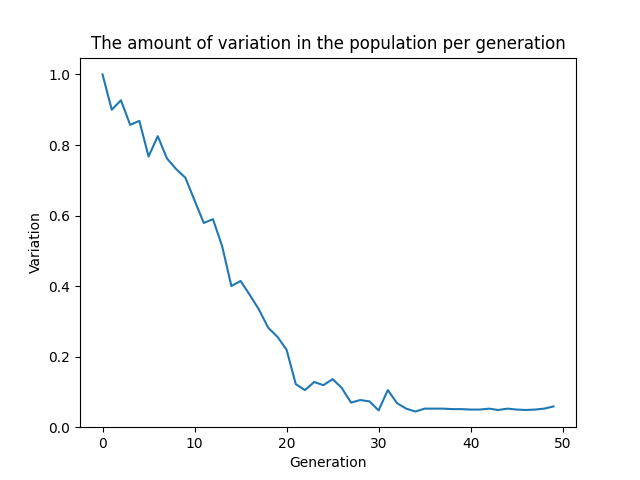 The amount of variation in the population per generation
1.0
0.8
0.6
0.4
0.2
0.0
Variation
0 10 20 30 40 50
Generation